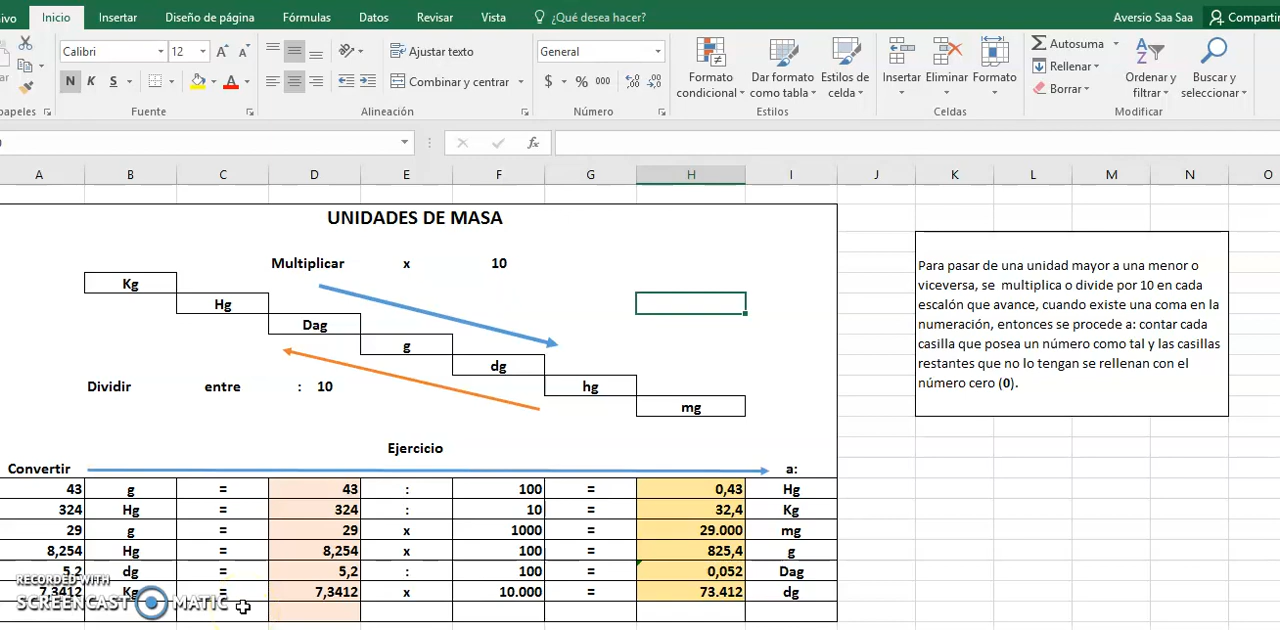 ivo Inicio Insertar Diseño de página Fórmulas Datos Revisar Vista ¿Qué desea hacer? Aversio Saa Saa Compartir
Calibri 12 A A Ajustar texto General Autosuma
Rellenar
N K S A Combinar y centrar $ % 000 Borrar
Formato condicional Dar formato como tabla Estilos de celda Insertar Eliminar Formato Ordenar y filtrar Buscar y seleccionar
apeles Fuente Alineación Número Estilos Celdas Modificar
fx
A B C D E F G H I J K L M N O
UNIDADES DE MASA
Multiplicar x 10
Kg
Hg
Dag
g
dg
hg
mg
Dividir entre : 10
Para pasar de una unidad mayor a una menor o
viceversa, se multiplica o divide por 10 en cada
escalón que avance, cuando existe una coma en la
numeración, entonces se procede a: contar cada
casilla que posea un número como tal y las casillas
restantes que no lo tengan se rellenan con el
número cero (0).
Ejercicio
Convertir a:
43 g = 43 : 100 = 0,43 Hg
324 Hg = 324 : 10 = 32,4 Kg
29 g = 29 x 1000 = 29.000 mg
8,254 Hg = 8,254 x 100 = 825,4 g
5,2 dg = 5,2 : 100 = 0,052 Dag
7,3412 Kg = 7,3412 x 10.000 = 73.412 dg
RECORDED WITH
SCREENCAST MATIC